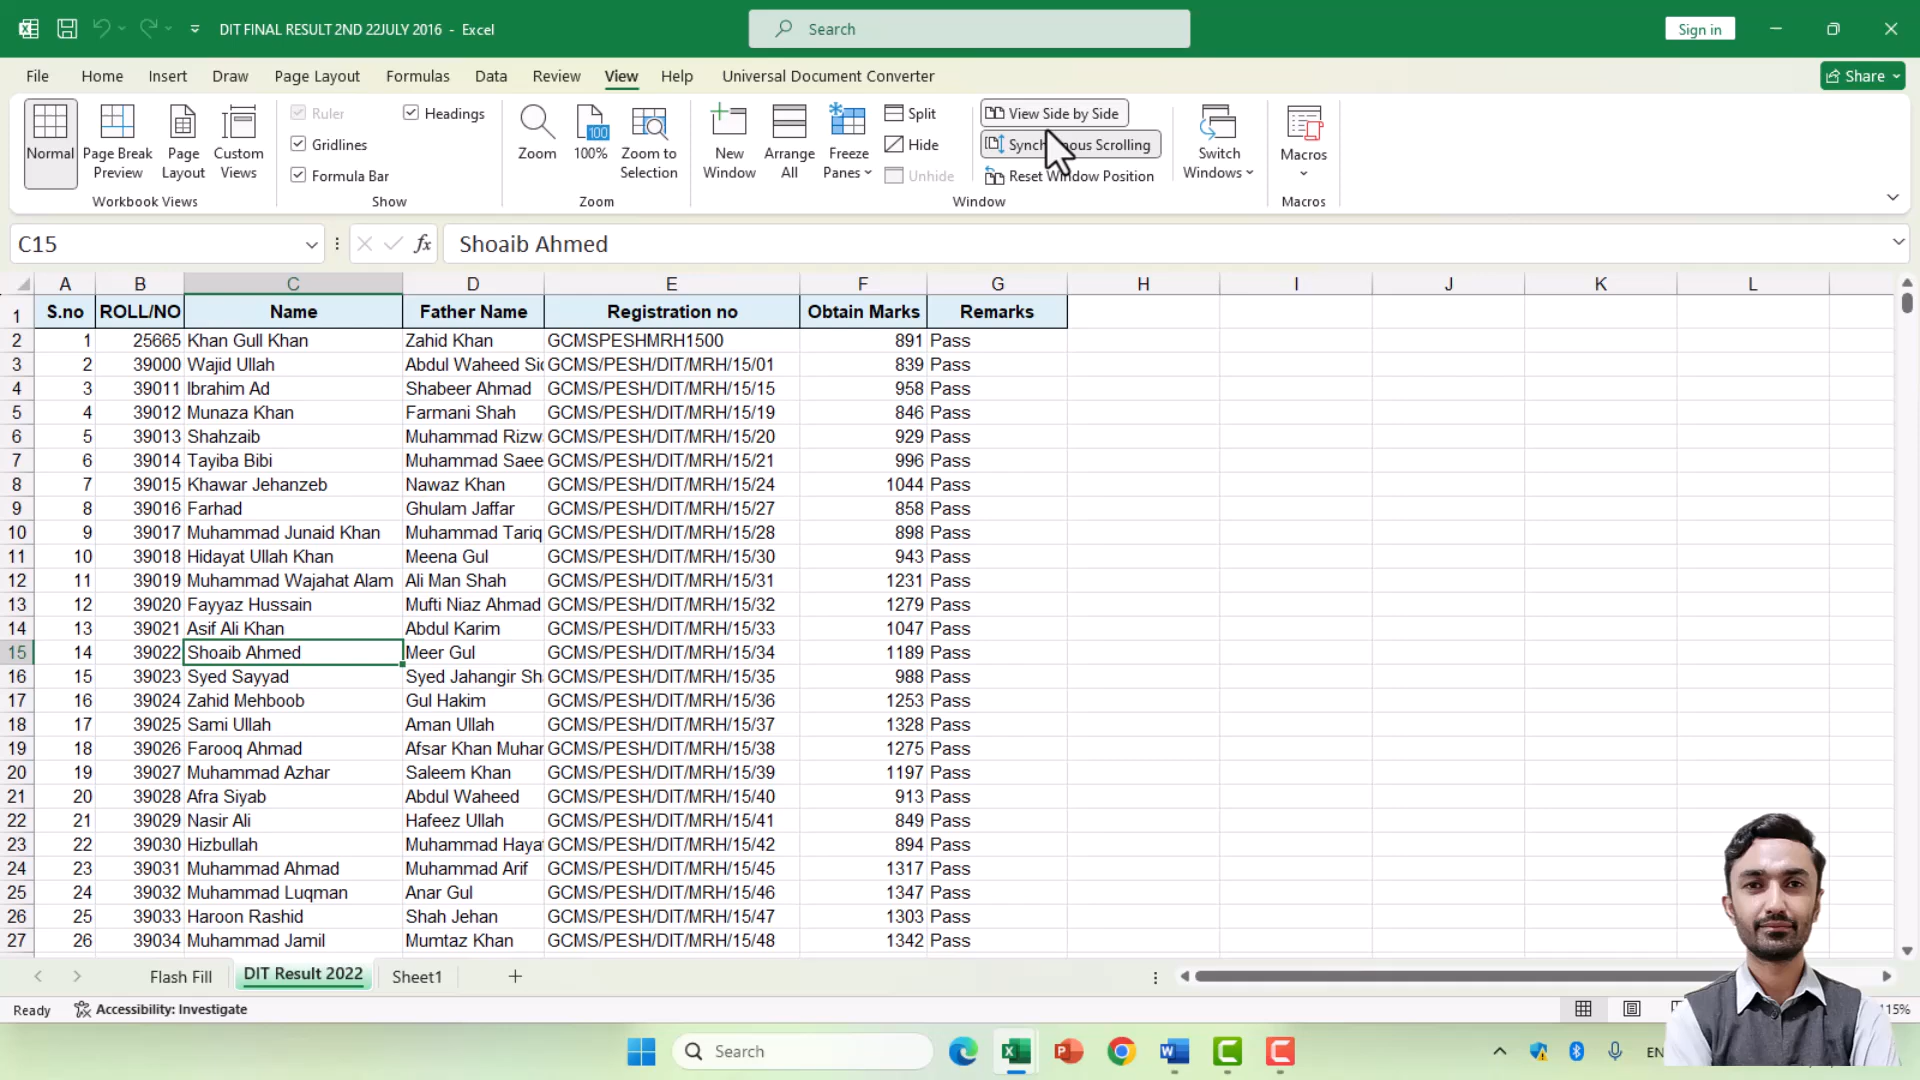 DIT FINAL RESULT 2ND 22JULY 2016 - Excel
Search
Sign in
File Home Insert Draw Page Layout Formulas Data Review View Help Universal Document Converter
Share
Normal
Page Break Preview
Page Layout
Custom Views
Workbook Views
Ruler
Gridlines
Formula Bar
Headings
Show
Zoom
100
100%
Zoom to Selection
Zoom
New Window
Arrange All
Freeze Panes
Split
Hide
Unhide
View Side by Side
Scrolling
Reset Window Position
Window
Switch Windows
Macros
Macros
C15
fx
Shoaib Ahmed
A B C D E F G H I J K L
1 S.no ROLL/NO Name Father Name Registration no Obtain Marks Remarks
2 1 25665 Khan Gull Khan Zahid Khan GCMSPESHMRH1500 891 Pass
3 2 39000 Wajid Ullah Abdul Waheed GCMS/PESH/DIT/MRH/15/01 839 Pass
4 3 39011 Ibrahim Ad Shabeer Ahmad GCMS/PESH/DIT/MRH/15/15 958 Pass
5 4 39012 Munaza Khan Farmani Shah GCMS/PESH/DIT/MRH/15/19 846 Pass
6 5 39013 Shahzaib Muhammad Rizw GCMS/PESH/DIT/MRH/15/20 929 Pass
7 6 39014 Tayiba Bibi Muhammad Saee GCMS/PESH/DIT/MRH/15/21 996 Pass
8 7 39015 Khawar Jehanzeb Nawaz Khan GCMS/PESH/DIT/MRH/15/24 1044 Pass
9 8 39016 Farhad Ghulam Jaffar GCMS/PESH/DIT/MRH/15/27 858 Pass
10 9 39017 Muhammad Junaid Khan Muhammad Tariq GCMS/PESH/DIT/MRH/15/28 898 Pass
11 10 39018 Hidayat Ullah Khan Meena Gul GCMS/PESH/DIT/MRH/15/30 943 Pass
12 11 39019 Muhammad Wajahat Alam Ali Man Shah GCMS/PESH/DIT/MRH/15/31 1231 Pass
13 12 39020 Fayyaz Hussain Mufti Niaz Ahmad GCMS/PESH/DIT/MRH/15/32 1279 Pass
14 13 39021 Asif Ali Khan Abdul Karim GCMS/PESH/DIT/MRH/15/33 1047 Pass
15 14 39022 Shoaib Ahmed Meer Gul GCMS/PESH/DIT/MRH/15/34 1189 Pass
16 15 39023 Syed Sayyad Syed Jahangir Sh GCMS/PESH/DIT/MRH/15/35 988 Pass
17 16 39024 Zahid Mehboob Gul Hakim GCMS/PESH/DIT/MRH/15/36 1253 Pass
18 17 39025 Sami Ullah Aman Ullah GCMS/PESH/DIT/MRH/15/37 1328 Pass
19 18 39026 Farooq Ahmad Afsar Khan Muhar GCMS/PESH/DIT/MRH/15/38 1275 Pass
20 19 39027 Muhammad Azhar Saleem Khan GCMS/PESH/DIT/MRH/15/39 1197 Pass
21 20 39028 Afra Siyab Abdul Waheed GCMS/PESH/DIT/MRH/15/40 913 Pass
22 21 39029 Nasir Ali Hafeez Ullah GCMS/PESH/DIT/MRH/15/41 849 Pass
23 22 39030 Hizbullah Muhammad Haya GCMS/PESH/DIT/MRH/15/42 894 Pass
24 23 39031 Muhammad Ahmad Muhammad Arif GCMS/PESH/DIT/MRH/15/45 1317 Pass
25 24 39032 Muhammad Luqman Anar Gul GCMS/PESH/DIT/MRH/15/46 1347 Pass
26 25 39033 Haroon Rashid Shah Jehan GCMS/PESH/DIT/MRH/15/47 1303 Pass
27 26 39034 Muhammad Jamil Mumtaz Khan GCMS/PESH/DIT/MRH/15/48 1342 Pass
Flash Fill DIT Result 2022 Sheet1
Ready Accessibility: Investigate 115%
Search
EN